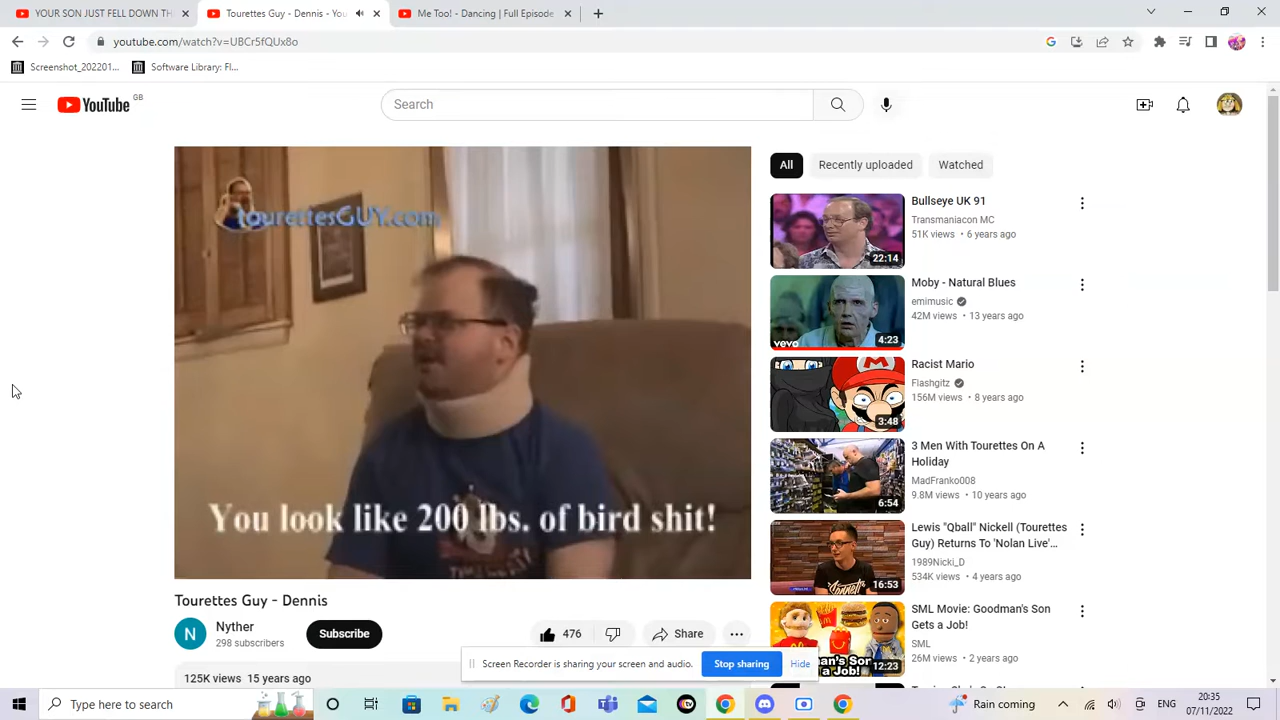 YOUR SON JUST FELL DOWN TH
Tourettes Guy - Dennis - You
Me Too! - Dancing | Full Episode
youtube.com/watch?v=UBCr5fQUx8o
Screenshot_202201...
Software Library: Fl...
YouTube GB
Search
All
Recently uploaded
Watched
tourettesGUY.com
You look like 200 lbs. of bird shit!
Bullseye UK 91
Transmaniacon MC
51K views • 6 years ago
22:14
Moby - Natural Blues
emimusic
42M views • 13 years ago
vevo
4:23
Racist Mario
Flashgitz
156M views • 8 years ago
3:48
3 Men With Tourettes On A
Holiday
MadFranko008
9.8M views • 10 years ago
6:54
Lewis "Qball" Nickell (Tourettes
Guy) Returns To 'Nolan Live'...
1989Nicki_D
534K views • 4 years ago
16:53
SML Movie: Goodman's Son
Gets a Job!
SML
26M views • 2 years ago
man's Son
a Job!
12:23
Tourettes Guy - Dennis
N
Nyther
298 subscribers
Subscribe
476
Share
Screen Recorder is sharing your screen and audio.
Stop sharing
Hide
125K views 15 years ago
Type here to search
Rain coming
ENG
20:35
07/11/2022